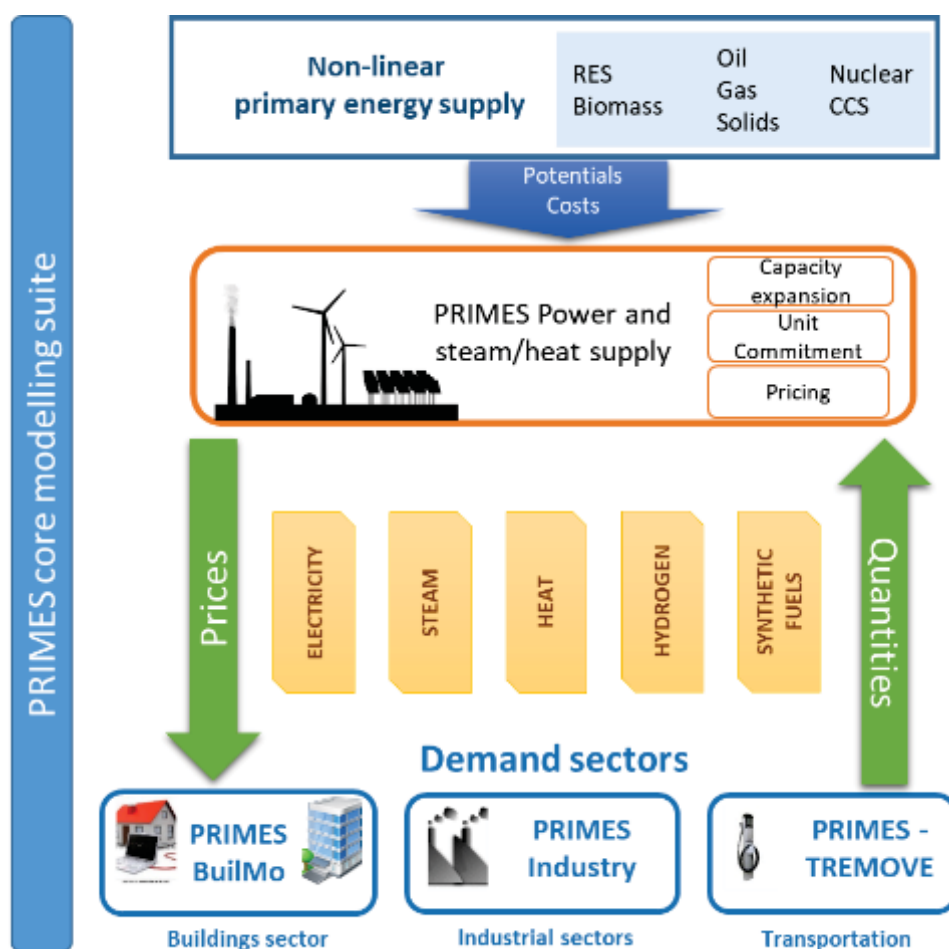 PRIMES core modelling suite
Non-linear
primary energy supply
RES
Biomass
Oil
Gas
Solids
Nuclear
CCS
Potentials
Costs
PRIMES Power and
steam/heat supply
Capacity
expansion
Unit
Commitment
Pricing
Prices
ELECTRICITY
STEAM
HEAT
HYDROGEN
SYNTHETIC
FUELS
Quantities
Demand sectors
PRIMES
BuilMo
PRIMES
Industry
PRIMES -
TREMOVE
Buildings sector
Industrial sectors
Transportation